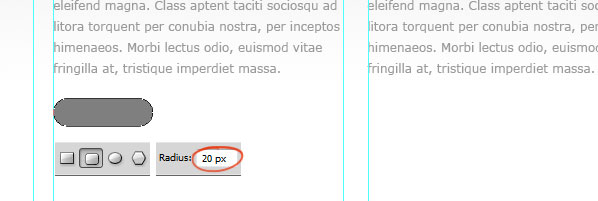 eleifend magna. Class aptent taciti sociosqu ad
litora torquent per conubia nostra, per inceptos
himenaeos. Morbi lectus odio, euismod vitae
fringilla at, tristique imperdiet massa.
eleifend magna. Class aptent taciti so
litora torquent per conubia nostra, per
himenaeos. Morbi lectus odio, euismo
fringilla at, tristique imperdiet massa.
Radius: 20 px